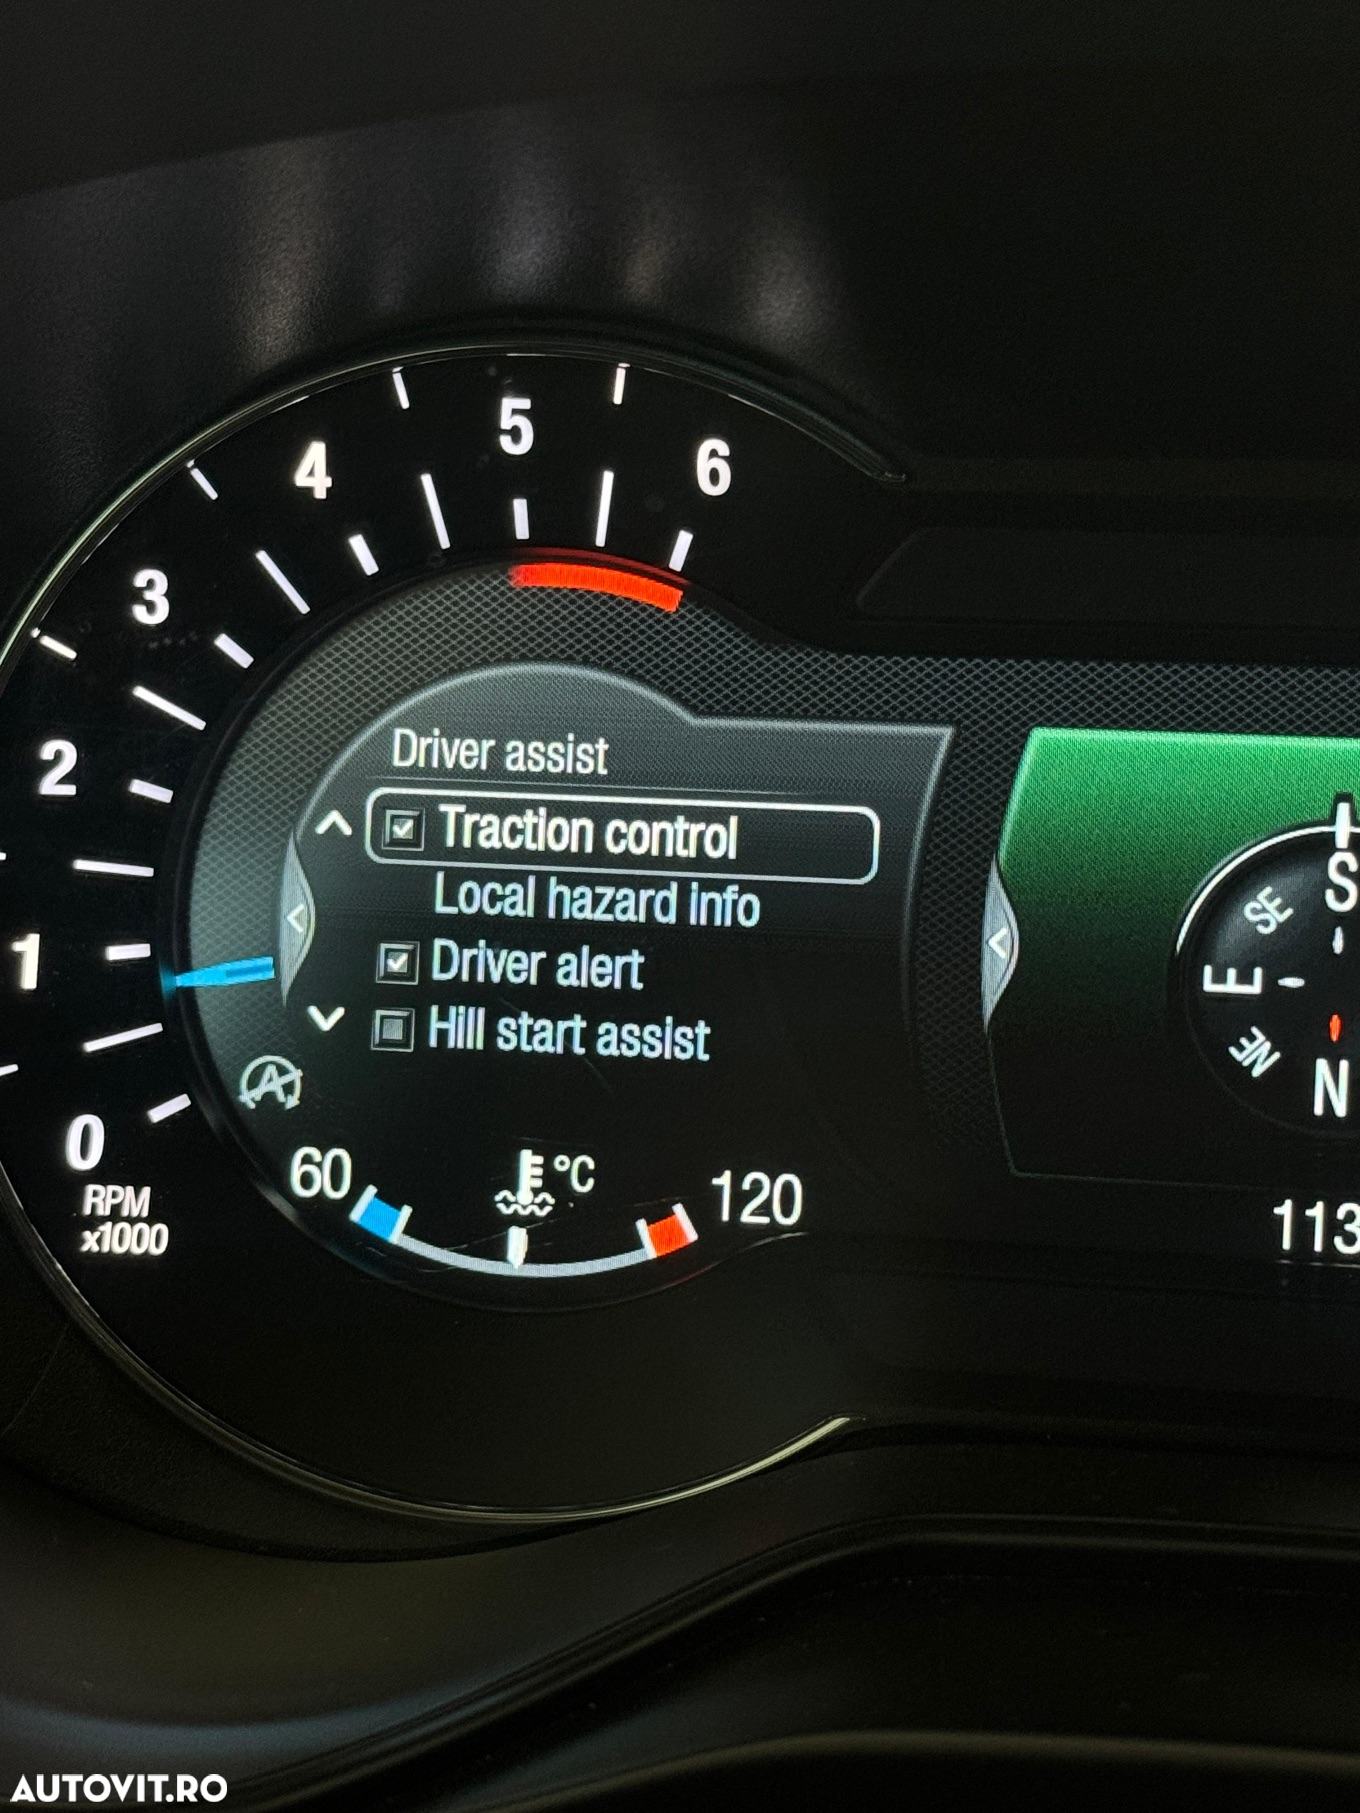 5
4
6
3
2
1
0
RPM
x1000
Driver assist
Traction control
Local hazard info
Driver alert
Hill start assist
A
60
°C
120
S
SE
E
NE
N
113
AUTOVIT.RO